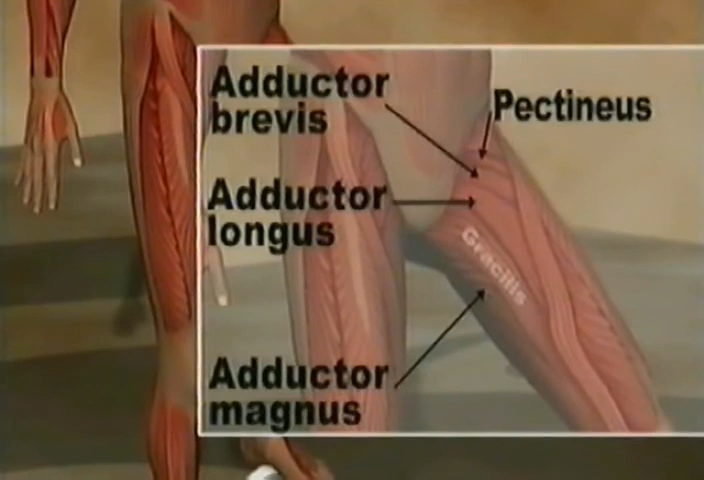 Adductor
brevis
Pectineus
Adductor
longus
Gracilis
Adductor
magnus